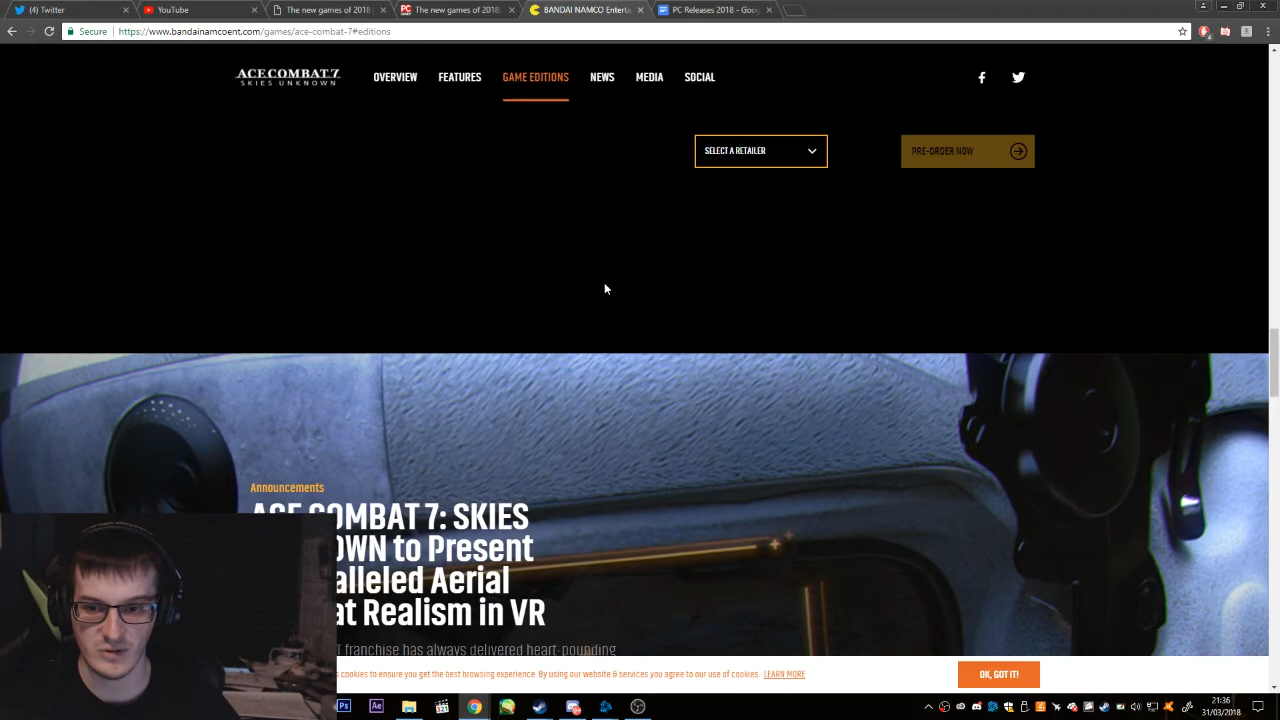 (4) Twitter
YouTube
The new games of 2018
The new games of 2018:
BANDAI NAMCO Enterta
PC Releases 2018 - Goog
Secure
https://www.bandainamcoent.com/games/ace-combat-7#editions
ACE COMBAT 7
SKIES UNKNOWN
OVERVIEW
FEATURES
GAME EDITIONS
NEWS
MEDIA
SOCIAL
SELECT A RETAILER
PRE-ORDER NOW
Announcements
ACE COMBAT 7: SKIES
OWN to Present
alleled Aerial
at Realism in VR
T franchise has always delivered heart-pounding
s cookies to ensure you get the best browsing experience. By using our website & services you agree to our use of cookies. LEARN MORE
OK, GOT IT!
Ps
Ae
21:36
31/03/2018